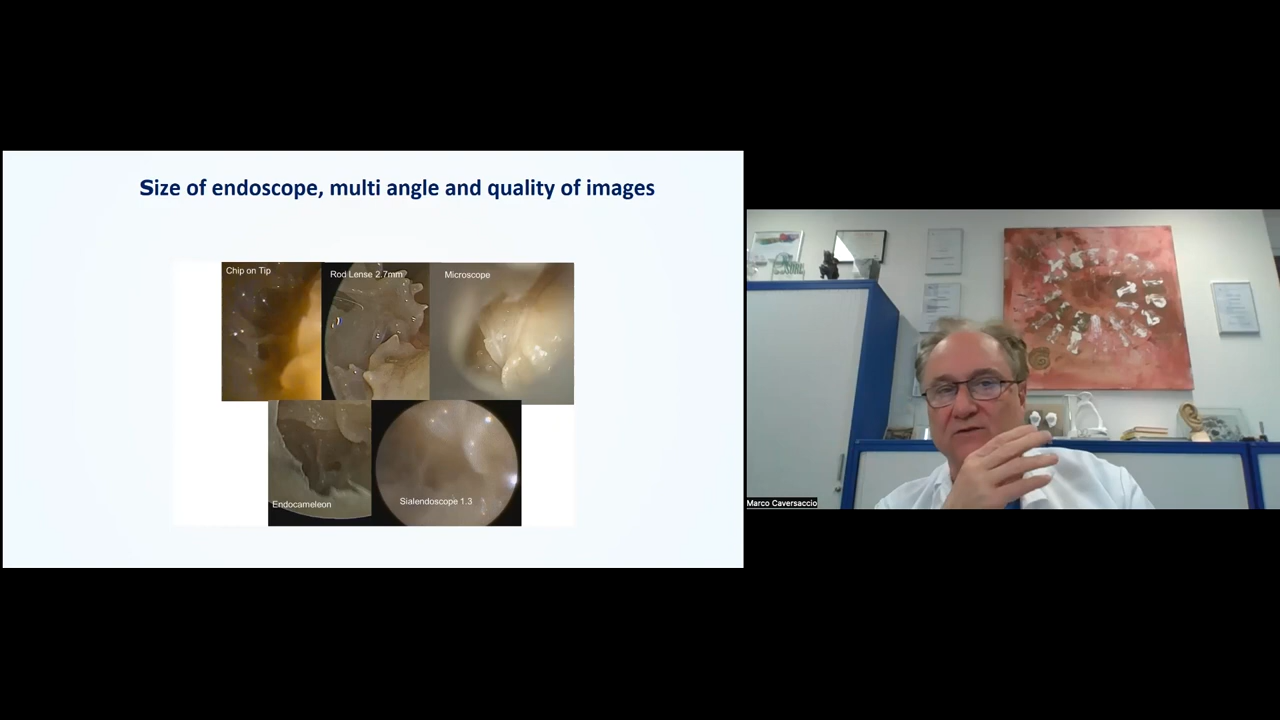 Size of endoscope, multi angle and quality of images
Chip on Tip
Rod Lense 2.7mm
Microscope
Endocameleon
Sialendoscope 1.3
Marco Caversaccio